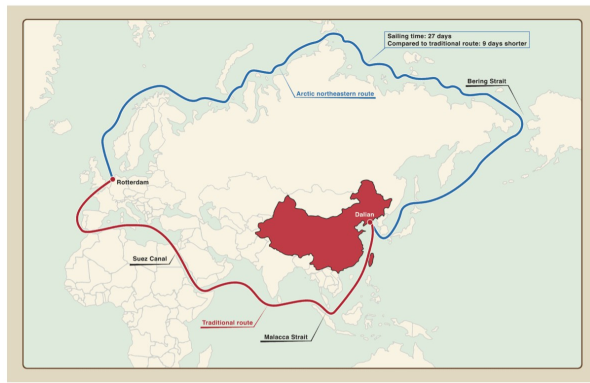 Sailing time: 27 days
Compared to traditional route: 9 days shorter
Bering Strait
Arctic northeastern route
Rotterdam
Dalian
Suez Canal
Traditional route
Malacca Strait